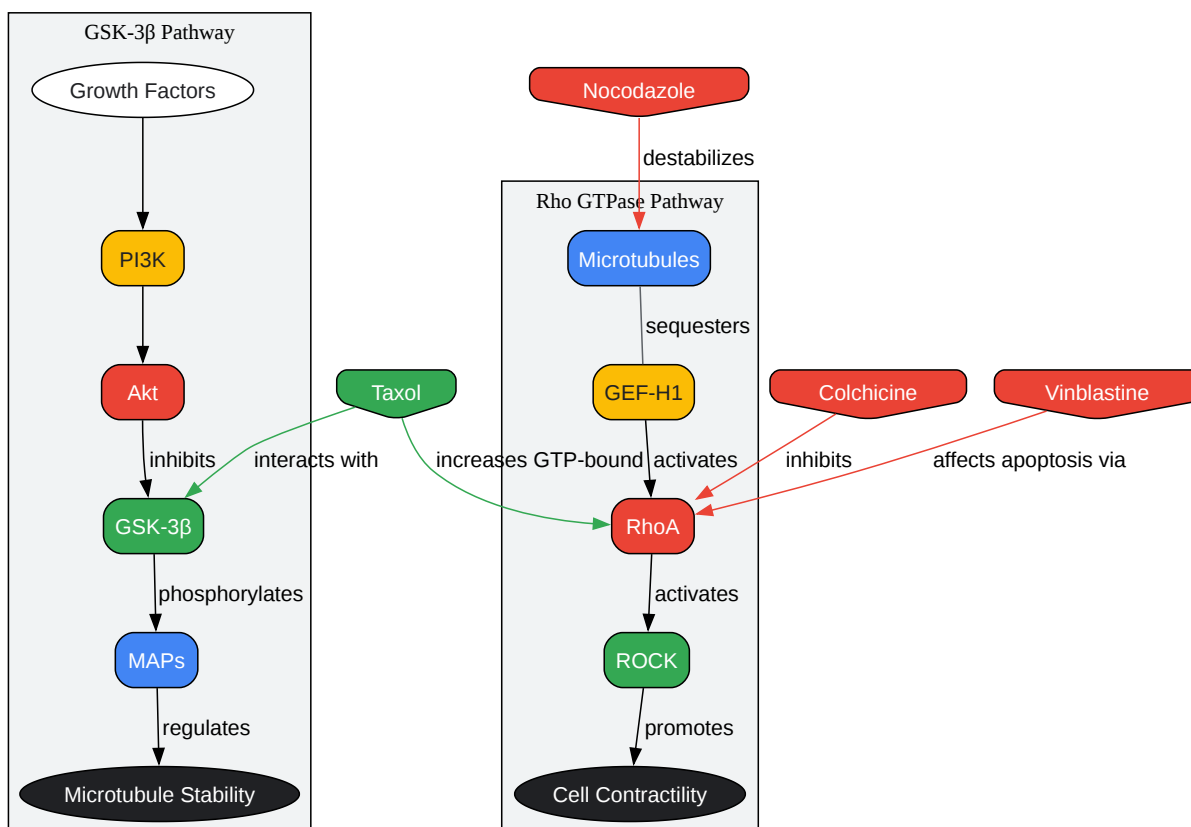 GSK-3β Pathway
Growth Factors
Nocodazole
destabilizes
Rho GTPase Pathway
PI3K
Microtubules
sequesters
Akt
Taxol
GEF-H1
Colchicine
Vinblastine
inhibits
interacts with
increases GTP-bound
activates
inhibits
affects apoptosis via
GSK-3β
RhoA
phosphorylates
activates
MAPs
ROCK
regulates
promotes
Microtubule Stability
Cell Contractility